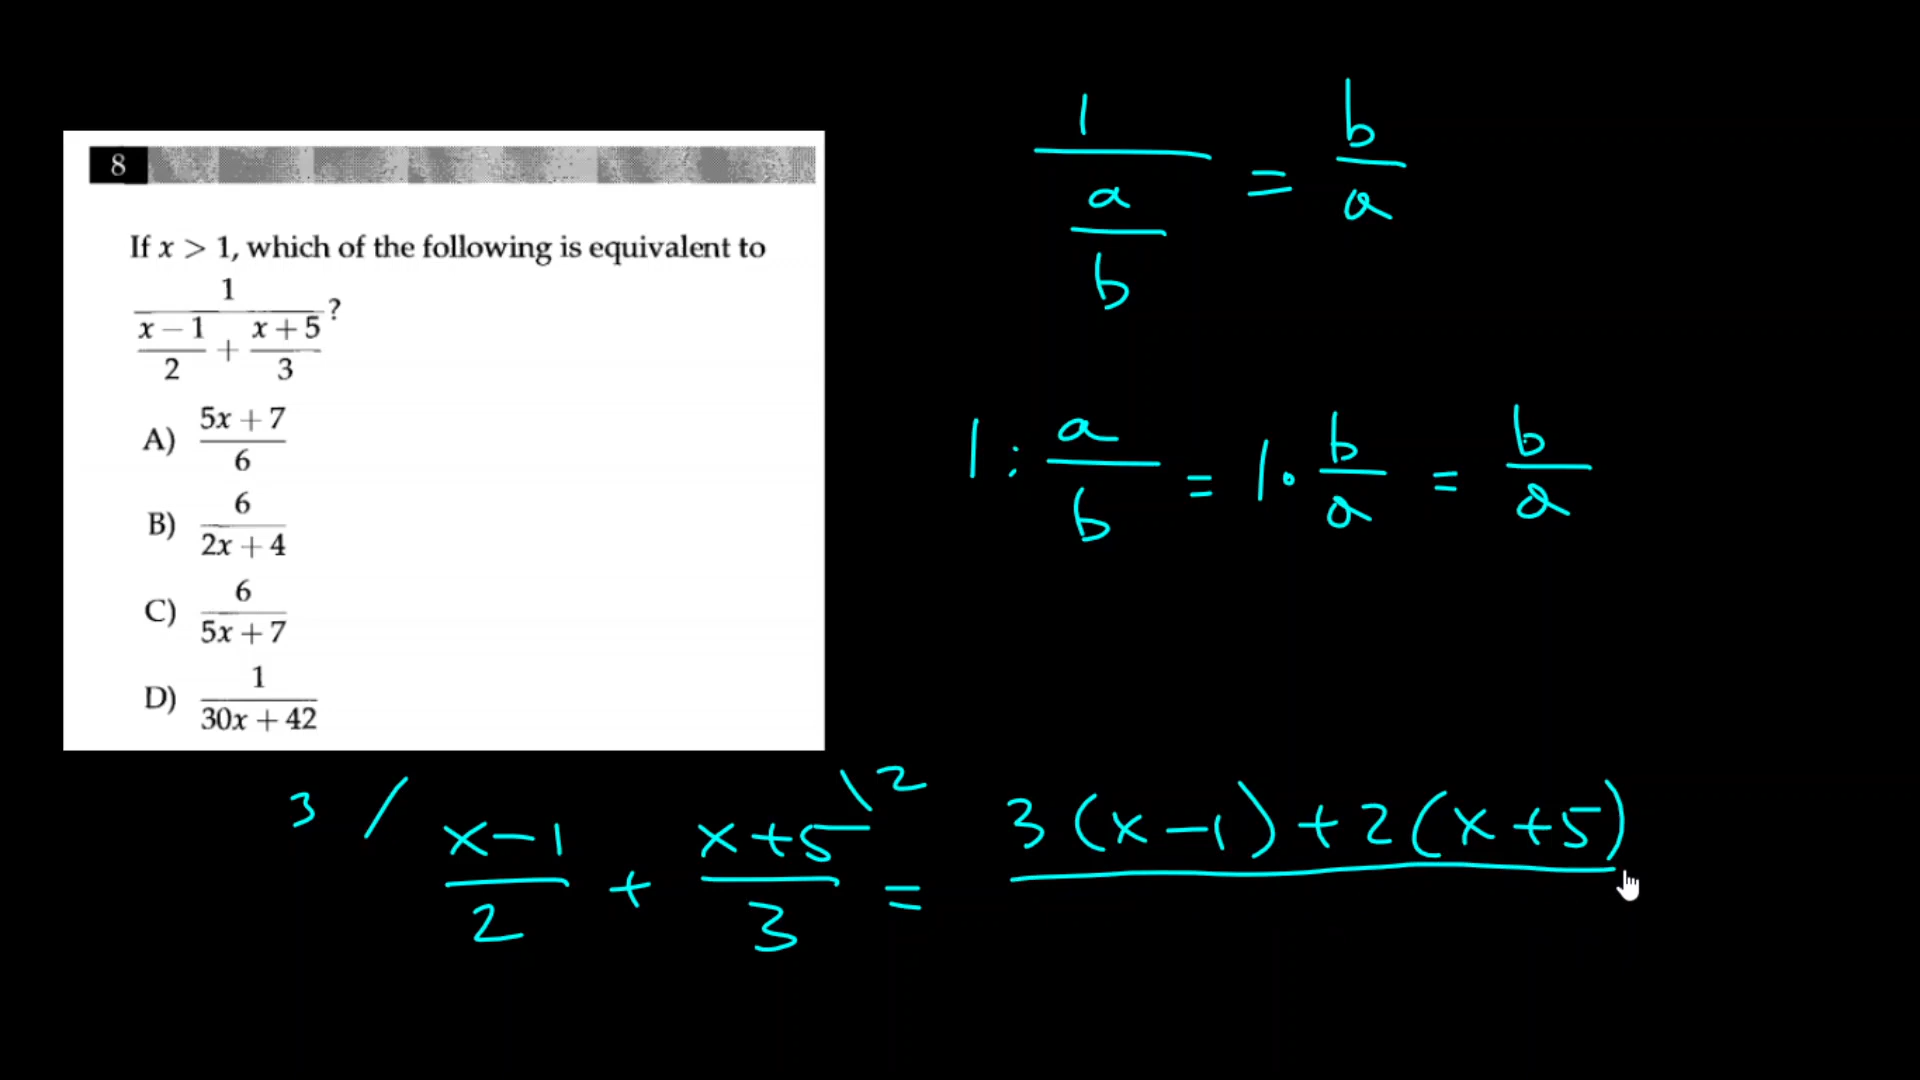 8
If x > 1, which of the following is equivalent to
1
x − 1 x + 5 ?
+
2 3
A) 5x + 7
6
B) 6
2x + 4
C) 6
5x + 7
D) 1
30x + 42
1
a
b
= b
a
1 : a
b
= 1 · b
a
= b
a
3 / x − 1
2
+ x + 5 \ 2
3
= 3 (x − 1) + 2 (x + 5)